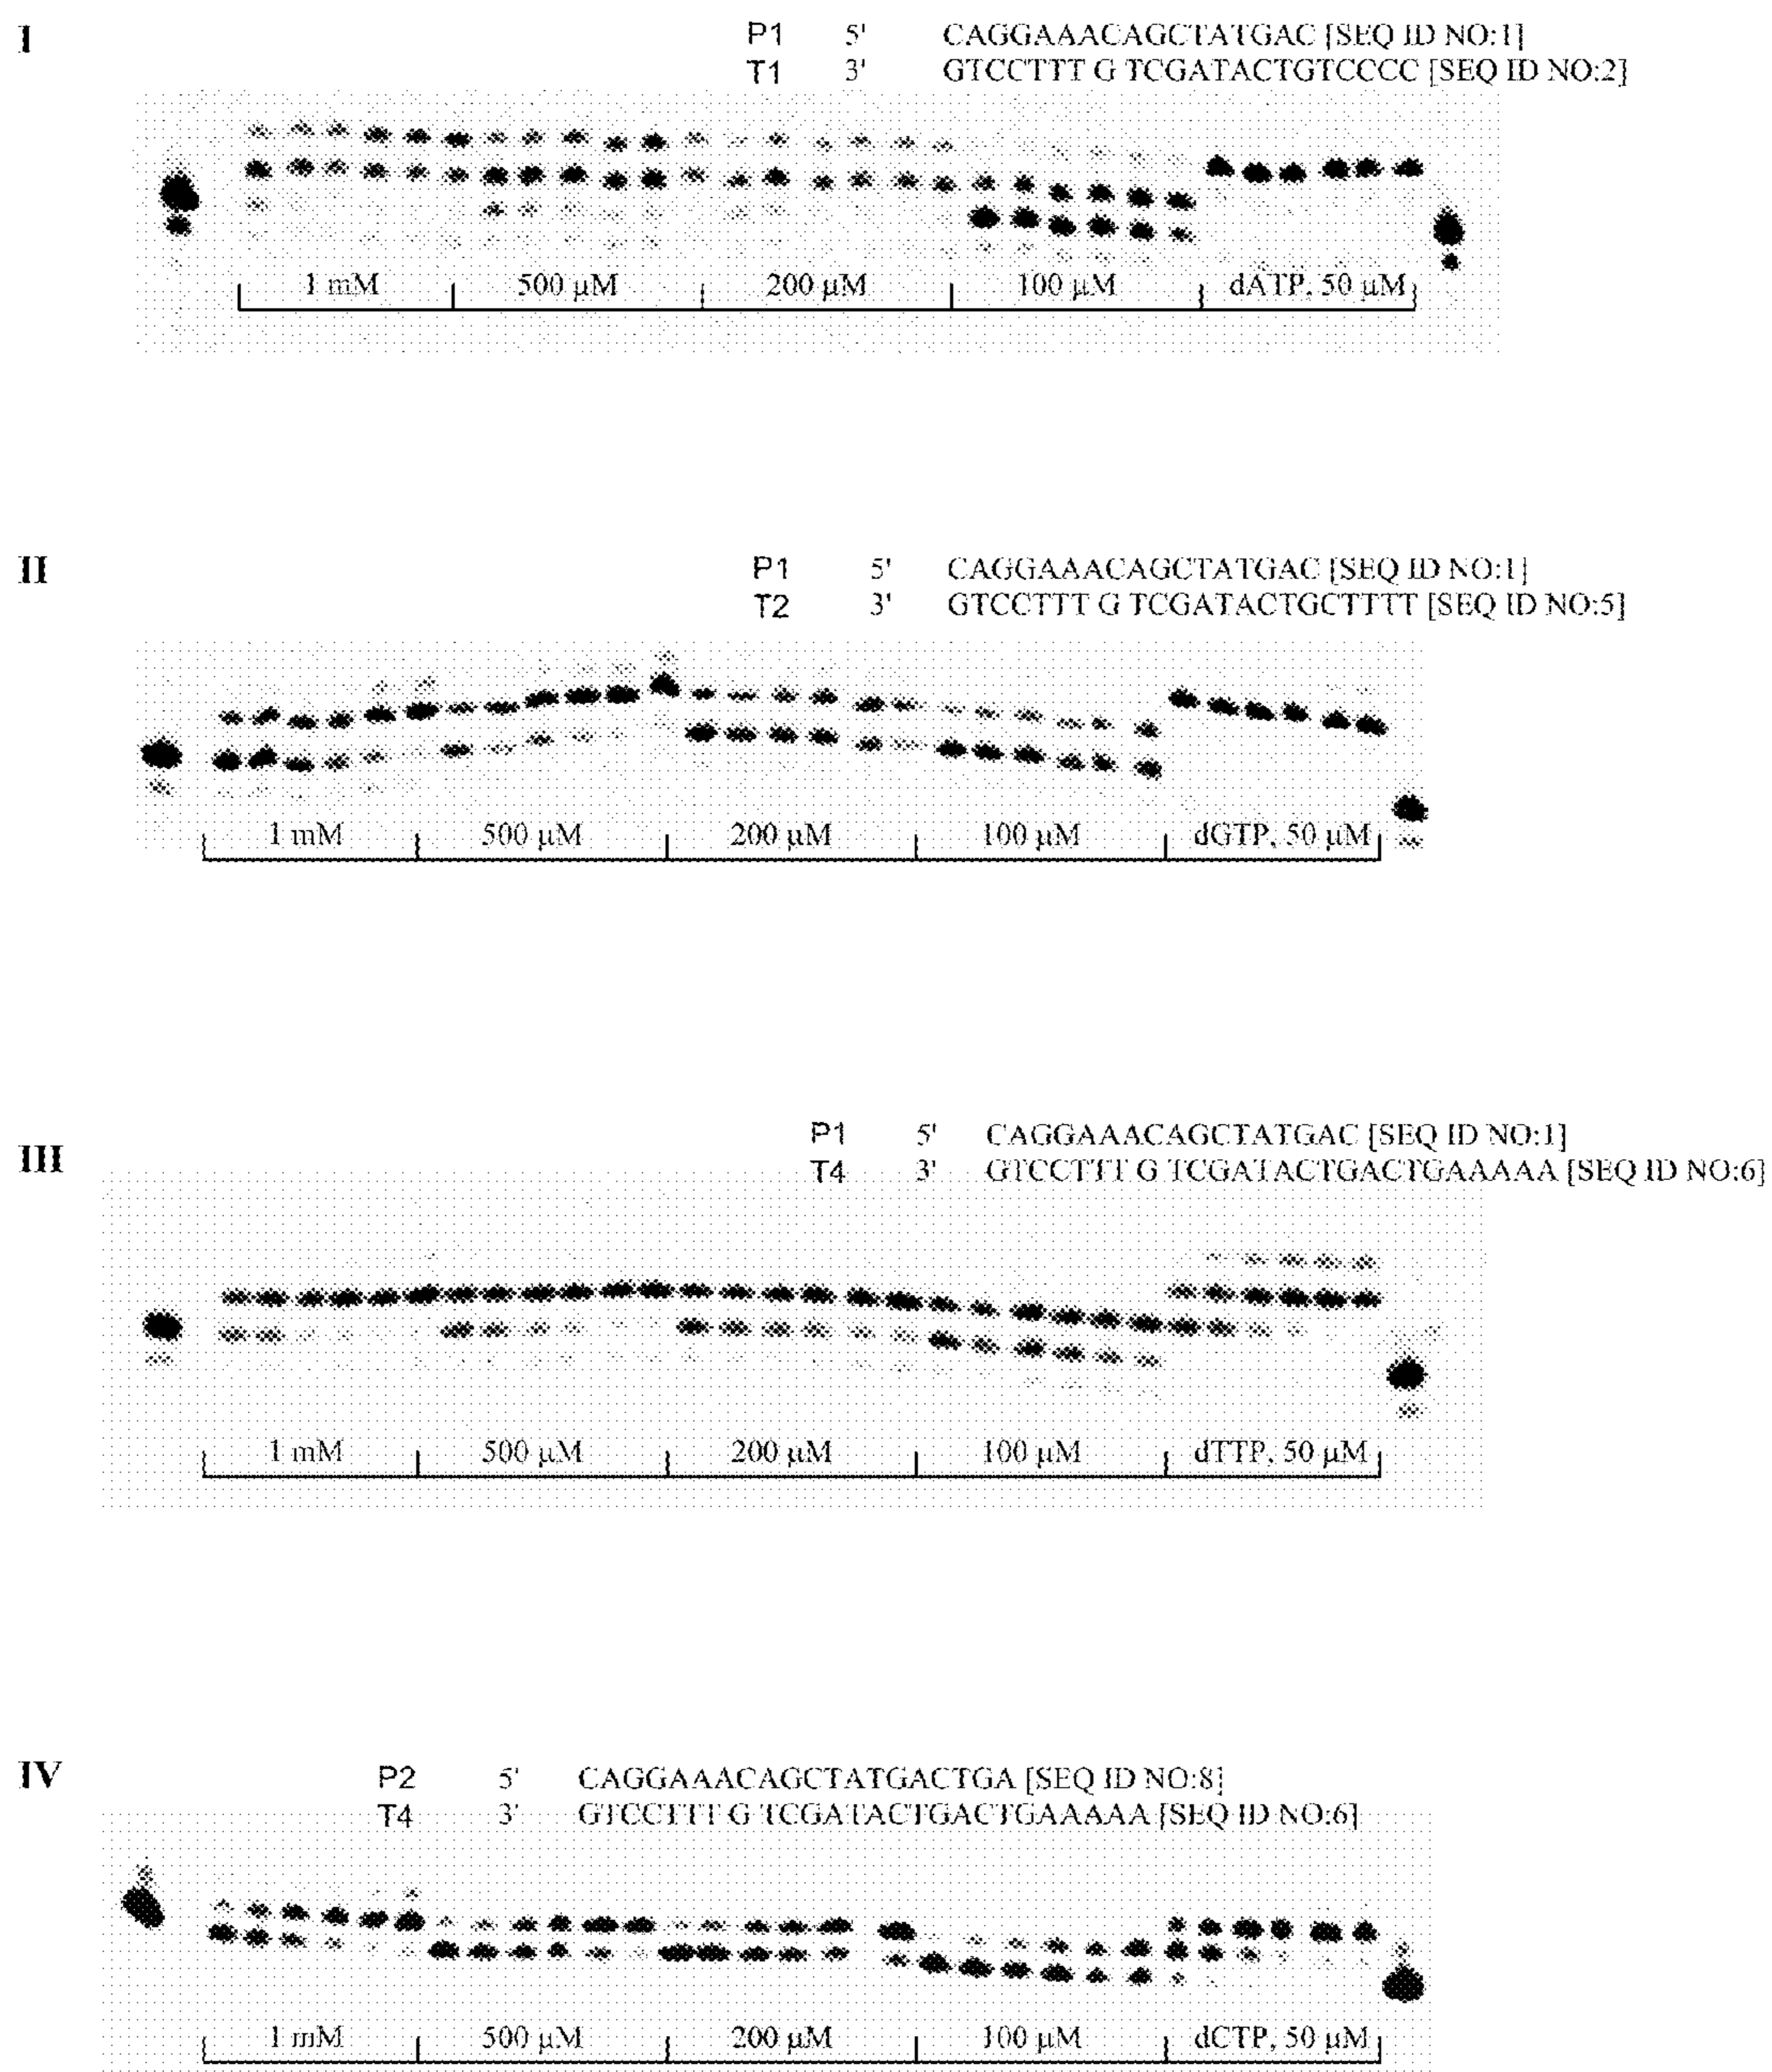 I
P1 5' CAGGAAACAGCTATGAC [SEQ ID NO:1]
T1 3' GTCCTTT G TCGATACTGTCCCC [SEQ ID NO:2]
1 mM 500 µM 200 µM 100 µM dATP, 50 µM
II
P1 5' CAGGAAACAGCTATGAC [SEQ ID NO:1]
T2 3' GTCCTTT G TCGATACTGCTTTT [SEQ ID NO:5]
1 mM 500 µM 200 µM 100 µM dGTP, 50 µM
III
P1 5' CAGGAAACAGCTATGAC [SEQ ID NO:1]
T4 3' GTCCTTT G TCGATACTGACTGAAAAA [SEQ ID NO:6]
1 mM 500 µM 200 µM 100 µM dTTP, 50 µM
IV
P2 5' CAGGAAACAGCTATGACTGA [SEQ ID NO:8]
T4 3' GTCCTTT G TCGATACTGACTGAAAAA [SEQ ID NO:6]
1 mM 500 µM 200 µM 100 µM dCTP, 50 µM